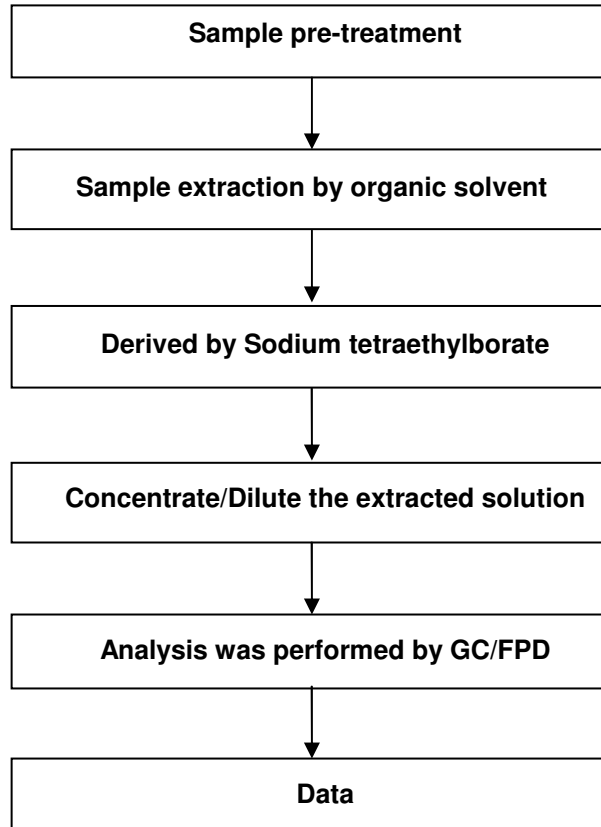 Sample pre-treatment
Sample extraction by organic solvent
Derived by Sodium tetraethylborate
Concentrate/Dilute the extracted solution
Analysis was performed by GC/FPD
Data